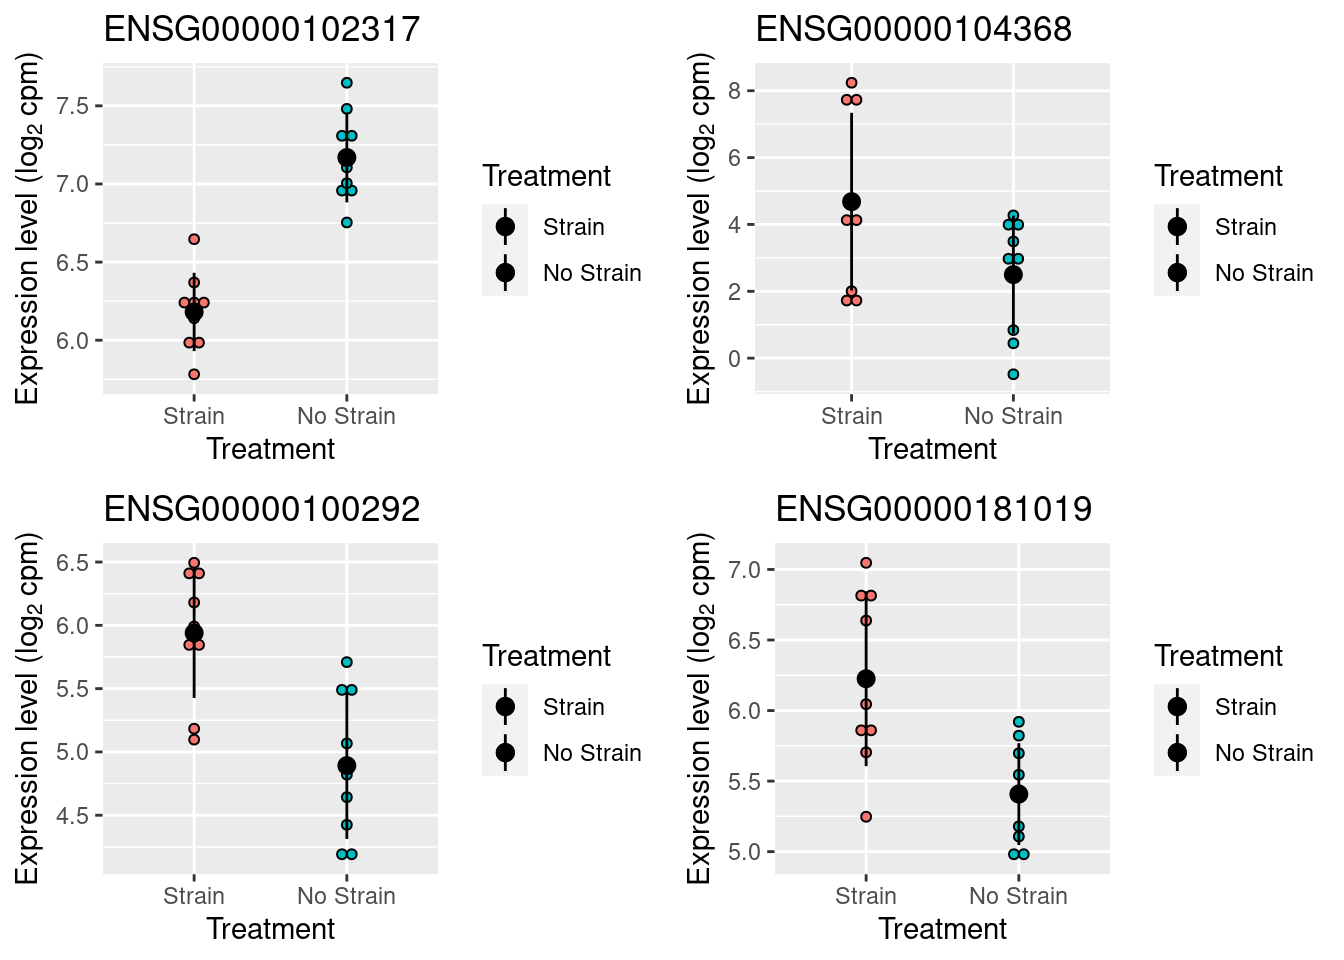 ENSG00000102317
Expression level (log2 cpm)
7.5
7.0
6.5
6.0
Strain No Strain
Treatment
Treatment
Strain
No Strain
ENSG00000104368
Expression level (log2 cpm)
8
6
4
2
0
Strain No Strain
Treatment
Treatment
Strain
No Strain
ENSG00000100292
Expression level (log2 cpm)
6.5
6.0
5.5
5.0
4.5
Strain No Strain
Treatment
Treatment
Strain
No Strain
ENSG00000181019
Expression level (log2 cpm)
7.0
6.5
6.0
5.5
5.0
Strain No Strain
Treatment
Treatment
Strain
No Strain